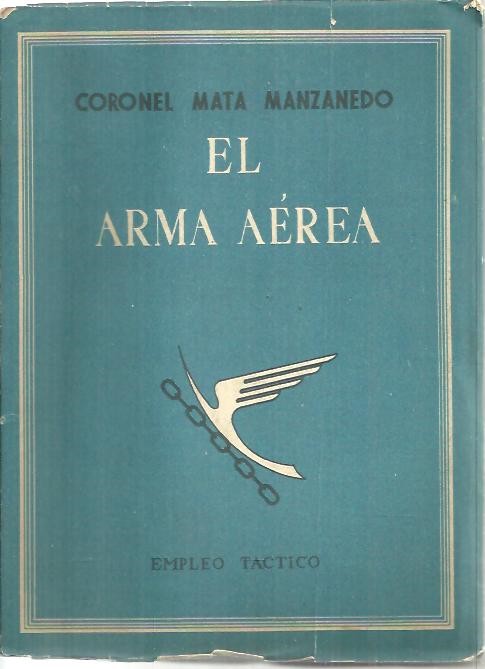 CORONEL MATA MANZANEDO
EL
ARMA AÉREA
EMPLEO TACTICO